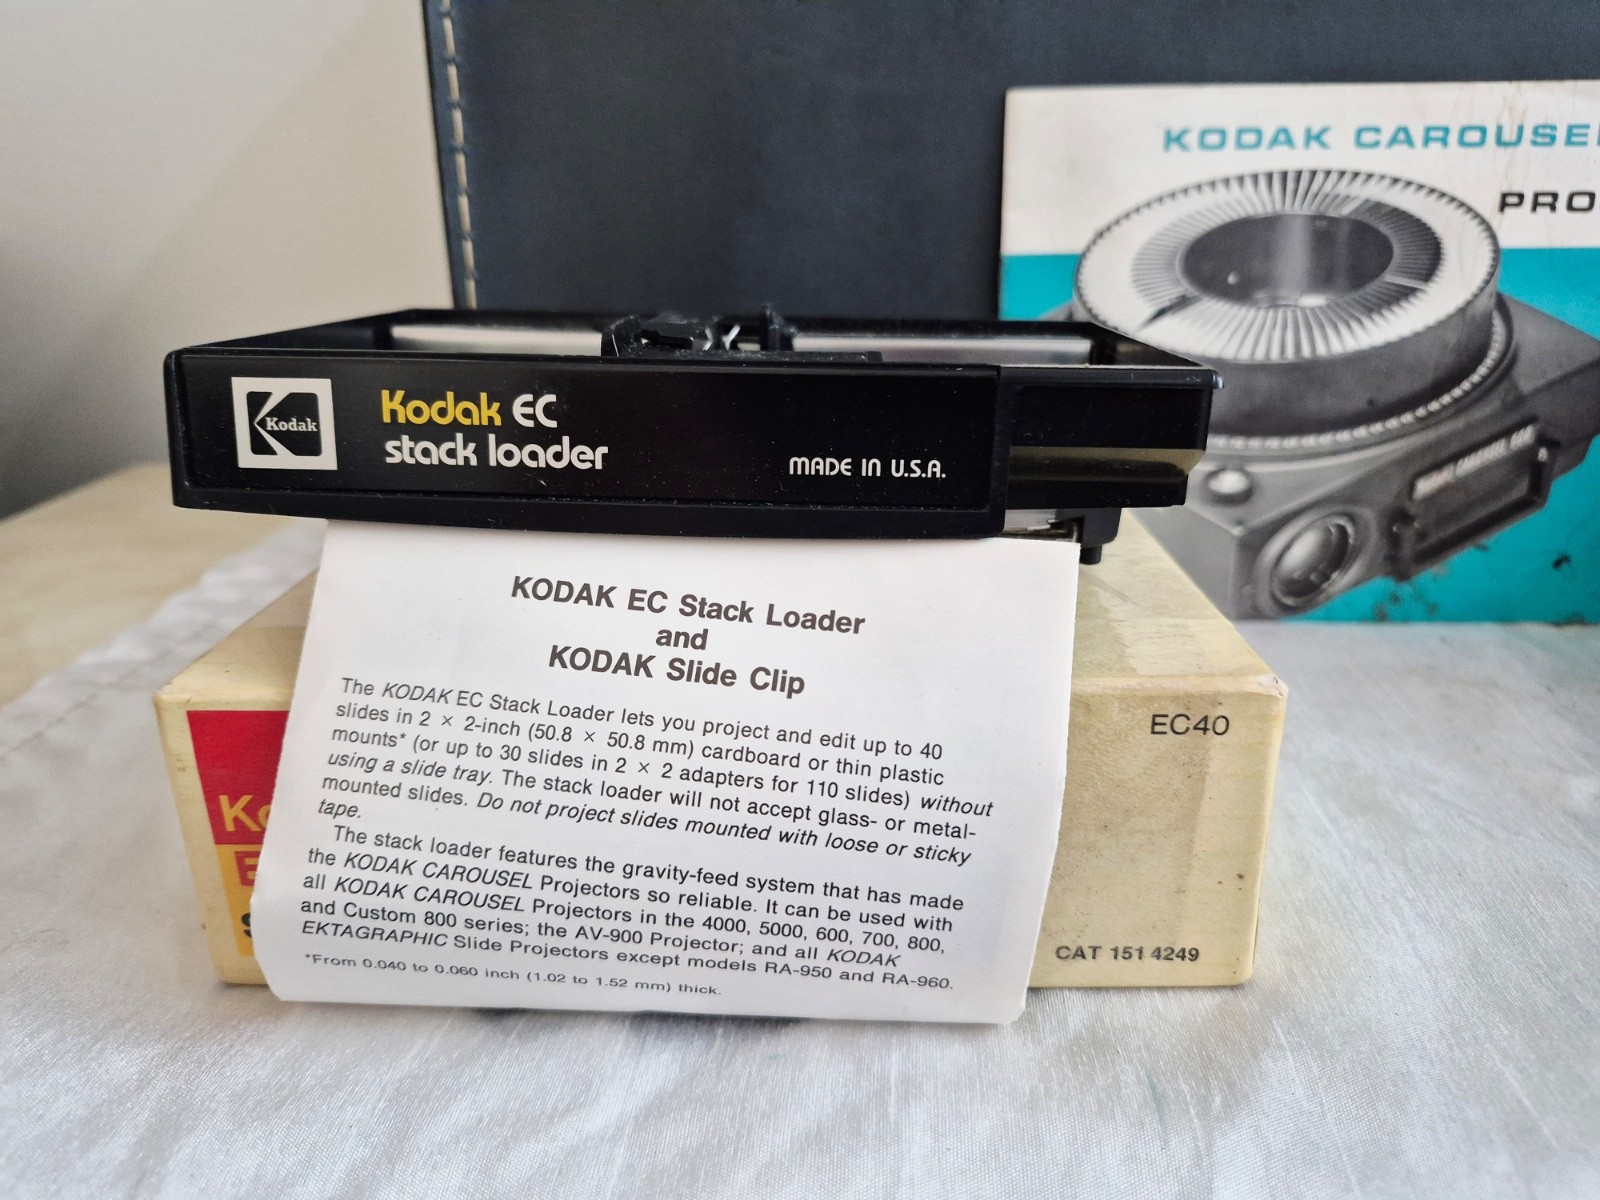 KODAK CAROUSEL
Kodak
Kodak EC
stack loader
MADE IN U.S.A.
KODAK EC Stack Loader
and
KODAK Slide Clip
The KODAK EC Stack Loader lets you project and edit up to 40
slides in 2 × 2-inch (50.8 × 50.8 mm) cardboard or thin plastic
mounts* (or up to 30 slides in 2 × 2 adapters for 110 slides) without
using a slide tray. The stack loader will not accept glass- or metal-
mounted slides. Do not project slides mounted with loose or sticky
tape.
The stack loader features the gravity-feed system that has made
the KODAK CAROUSEL Projectors so reliable. It can be used with
all KODAK CAROUSEL Projectors in the 4000, 5000, 600, 700, 800,
and Custom 800 series; the AV-900 Projector; and all KODAK
EKTAGRAPHIC Slide Projectors except models RA-950 and RA-960.
*From 0.040 to 0.060 inch (1.02 to 1.52 mm) thick.
EC40
CAT 151 4249